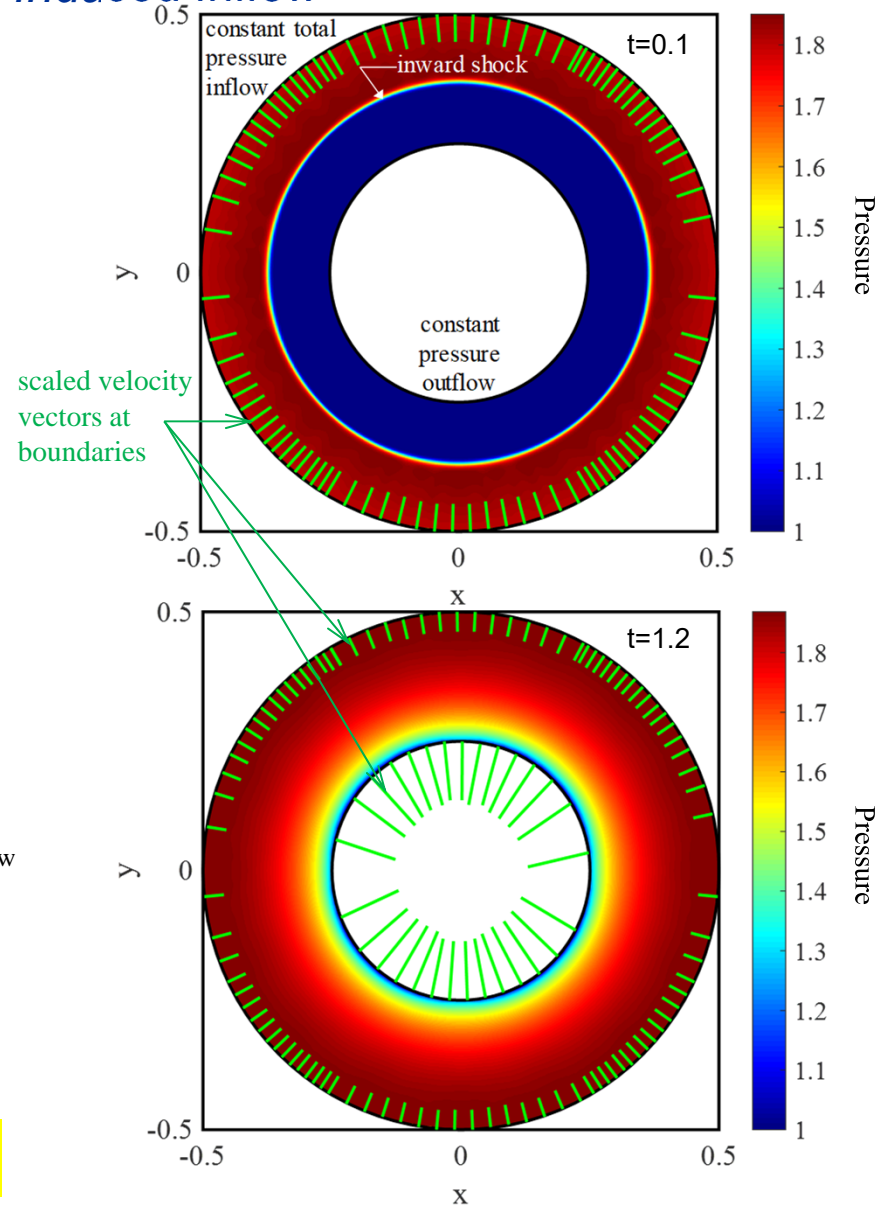 induced inflow
0.5
constant total
pressure
inflow
t=0.1
inward shock
y
0
constant
pressure
outflow
-0.5
-0.5
0
0.5
x
1.8
1.7
1.6
1.5
1.4
1.3
1.2
1.1
1
Pressure
scaled velocity
vectors at
boundaries
0.5
t=1.2
y
0
-0.5
-0.5
0
0.5
x
1.8
1.7
1.6
1.5
1.4
1.3
1.2
1.1
1
Pressure
w